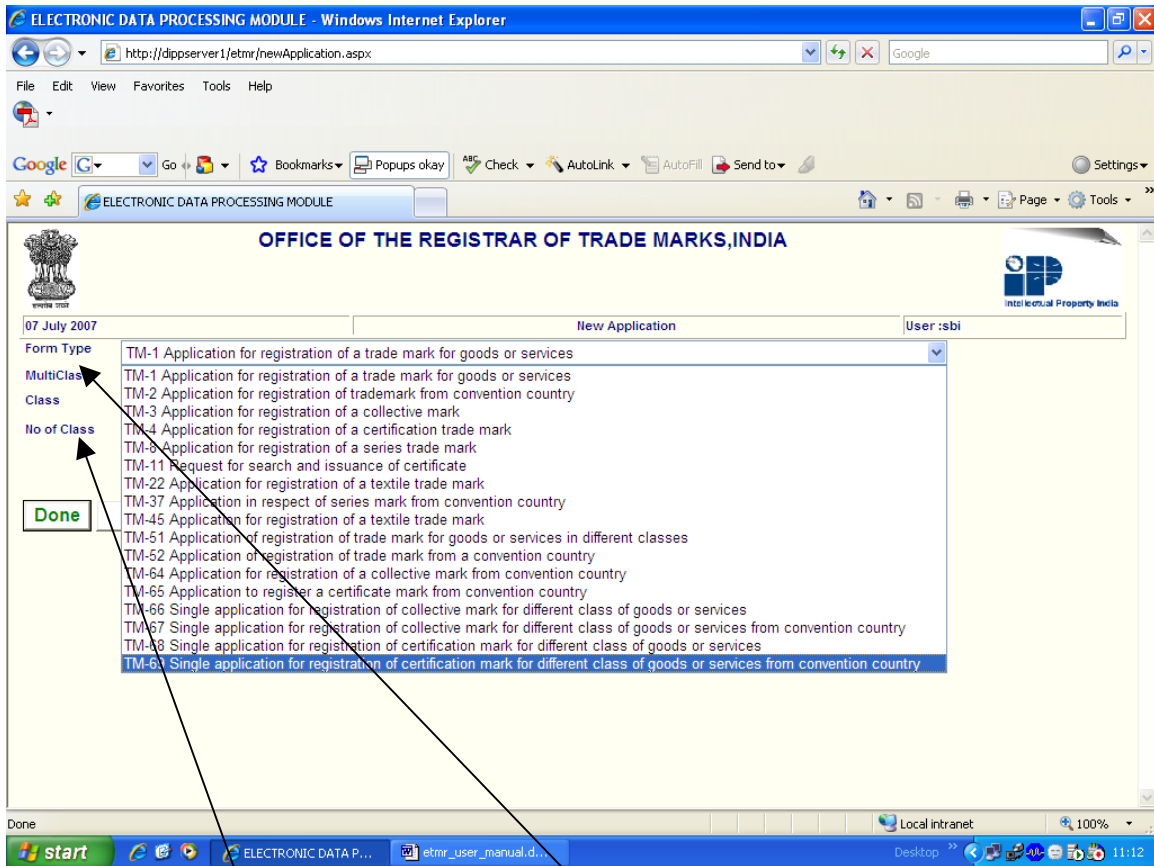 ELECTRONIC DATA PROCESSING MODULE - Windows Internet Explorer
http://dippserver1/etmr/newApplication.aspx
Google
File Edit View Favorites Tools Help
Google G Go Bookmarks Popups okay ABC Check AutoLink AutoFill Send to Settings
ELECTRONIC DATA PROCESSING MODULE Page Tools »
OFFICE OF THE REGISTRAR OF TRADE MARKS,INDIA
सत्यमेव जयते
Intellectual Property India
07 July 2007 New Application User :sbi
Form Type TM-1 Application for registration of a trade mark for goods or services
MultiClass
Class
No of Class
TM-1 Application for registration of a trade mark for goods or services
TM-2 Application for registration of trademark from convention country
TM-3 Application for registration of a collective mark
TM-4 Application for registration of a certification trade mark
TM-8 Application for registration of a series trade mark
TM-11 Request for search and issuance of certificate
TM-22 Application for registration of a textile trade mark
TM-37 Application in respect of series mark from convention country
TM-45 Application for registration of a textile trade mark
TM-51 Application of registration of trade mark for goods or services in different classes
TM-52 Application of registration of trade mark from a convention country
TM-64 Application for registration of a collective mark from convention country
TM-65 Application to register a certificate mark from convention country
TM-66 Single application for registration of collective mark for different class of goods or services
TM-67 Single application for registration of collective mark for different class of goods or services from convention country
TM-68 Single application for registration of certification mark for different class of goods or services
TM-69 Single application for registration of certification mark for different class of goods or services from convention country
Done
Done Local intranet 100%
start ELECTRONIC DATA P... etmr_user_manual.d... Desktop » 11:12